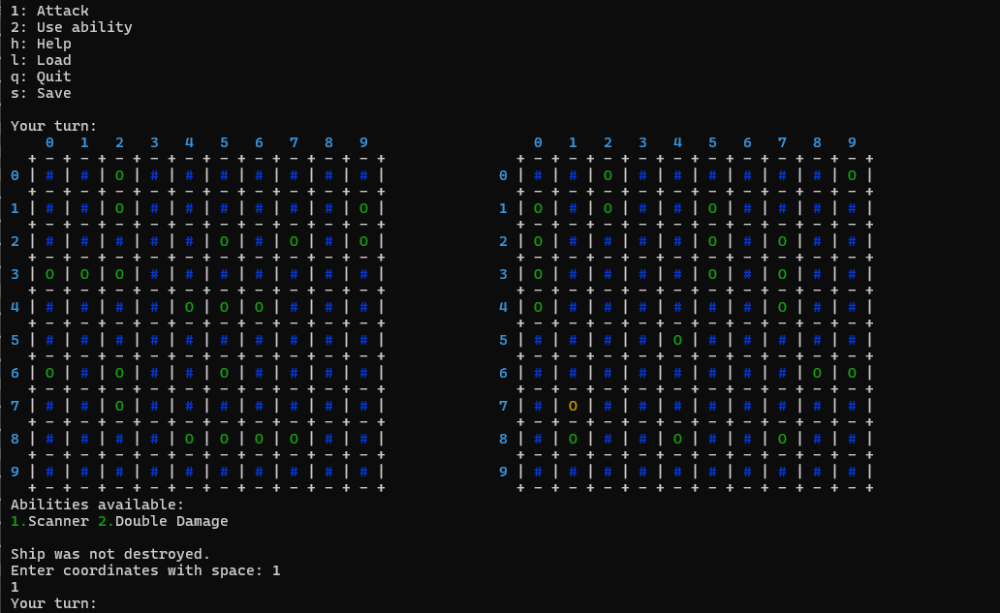 1: Attack
2: Use ability
h: Help
l: Load
q: Quit
s: Save
Your turn:
    0   1   2   3   4   5   6   7   8   9                 0   1   2   3   4   5   6   7   8   9
  + - + - + - + - + - + - + - + - + - + - +             + - + - + - + - + - + - + - + - + - + - +
0 | # | # | O | # | # | # | # | # | # | # |           0 | # | # | O | # | # | # | # | # | # | O |
  + - + - + - + - + - + - + - + - + - + - +             + - + - + - + - + - + - + - + - + - + - +
1 | # | # | O | # | # | # | # | # | # | O |           1 | O | # | O | # | # | O | # | # | # | # |
  + - + - + - + - + - + - + - + - + - + - +             + - + - + - + - + - + - + - + - + - + - +
2 | # | # | # | # | # | O | # | O | # | O |           2 | O | # | # | # | # | O | # | O | # | # |
  + - + - + - + - + - + - + - + - + - + - +             + - + - + - + - + - + - + - + - + - + - +
3 | O | O | O | # | # | # | # | # | # | # |           3 | O | # | # | # | # | O | # | O | # | # |
  + - + - + - + - + - + - + - + - + - + - +             + - + - + - + - + - + - + - + - + - + - +
4 | # | # | # | # | O | O | O | # | # | # |           4 | O | # | # | # | # | # | # | O | # | # |
  + - + - + - + - + - + - + - + - + - + - +             + - + - + - + - + - + - + - + - + - + - +
5 | # | # | # | # | # | # | # | # | # | # |           5 | # | # | # | # | O | # | # | # | # | # |
  + - + - + - + - + - + - + - + - + - + - +             + - + - + - + - + - + - + - + - + - + - +
6 | O | # | O | # | # | O | # | # | # | # |           6 | # | # | # | # | # | # | # | # | O | O |
  + - + - + - + - + - + - + - + - + - + - +             + - + - + - + - + - + - + - + - + - + - +
7 | # | # | O | # | # | # | # | # | # | # |           7 | # | O | # | # | # | # | # | # | # | # |
  + - + - + - + - + - + - + - + - + - + - +             + - + - + - + - + - + - + - + - + - + - +
8 | # | # | # | # | O | O | O | O | # | # |           8 | # | O | # | # | O | # | # | O | # | # |
  + - + - + - + - + - + - + - + - + - + - +             + - + - + - + - + - + - + - + - + - + - +
9 | # | # | # | # | # | # | # | # | # | # |           9 | # | # | # | # | # | # | # | # | # | # |
  + - + - + - + - + - + - + - + - + - + - +             + - + - + - + - + - + - + - + - + - + - +
Abilities available:
1.Scanner 2.Double Damage
Ship was not destroyed.
Enter coordinates with space: 1
1
Your turn: